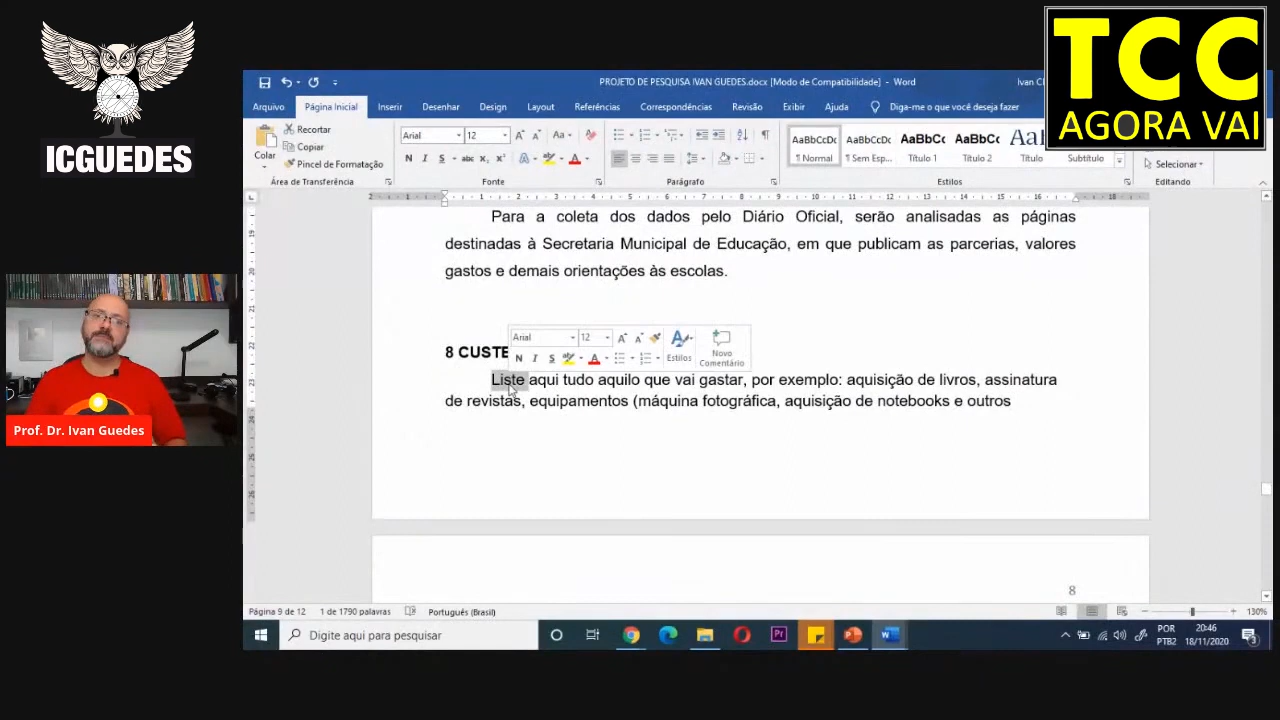 TCC
AGORA VAI
ICGUEDES
PROJETO DE PESQUISA IVAN GUEDES.docx [Modo de Compatibilidade] - Word
Ivan C
Arquivo Página Inicial Inserir Desenhar Design Layout Referências Correspondências Revisão Exibir Ajuda Diga-me o que você deseja fazer
Colar
Recortar
Copiar
Pincel de Formatação
Área de Transferência
Arial 12
N I S abc x₂ x²
Fonte
Parágrafo
AaBbCcDc AaBbCcDc AaBbC AaBbC AaI
¶ Normal ¶ Sem Esp... Título 1 Título 2 Título Subtítulo
Estilos
Selecionar
Editando
Para a coleta dos dados pelo Diário Oficial, serão analisadas as páginas
destinadas à Secretaria Municipal de Educação, em que publicam as parcerias, valores
gastos e demais orientações às escolas.
Arial 12
N I S
Estilos
Novo
Comentário
8 CUSTE
Liste aqui tudo aquilo que vai gastar, por exemplo: aquisição de livros, assinatura
de revistas, equipamentos (máquina fotográfica, aquisição de notebooks e outros
Prof. Dr. Ivan Guedes
8
Página 9 de 12 1 de 1790 palavras Português (Brasil) 130%
Digite aqui para pesquisar
POR
PTB2
20:46
18/11/2020